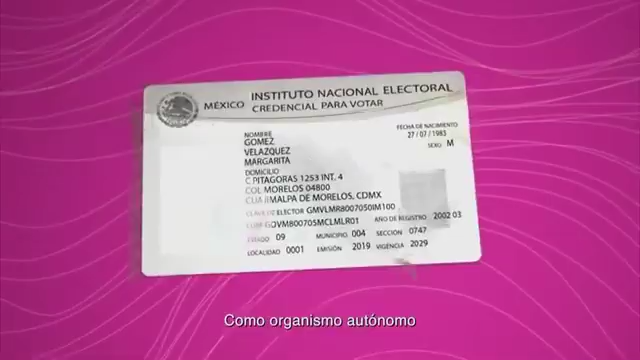 MÉXICO
INSTITUTO NACIONAL ELECTORAL
CREDENCIAL PARA VOTAR
NOMBRE
GOMEZ
VELAZQUEZ
MARGARITA
FECHA DE NACIMIENTO
27/07/1983
SEXO M
DOMICILIO
C PITAGORAS 1253 INT. 4
COL MORELOS 04800
CUAJIMALPA DE MORELOS, CDMX
CLAVE DE ELECTOR GMVLMR8007050IM100
CURP GOVM800705MCLMLR01 AÑO DE REGISTRO 2002 03
ESTADO 09 MUNICIPIO 004 SECCIÓN 0747
LOCALIDAD 0001 EMISIÓN 2019 VIGENCIA 2029
Como organismo autónomo